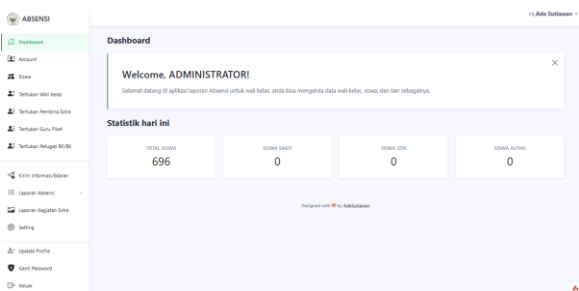 ABSENSI
Hi, Ade Sutiawan
Dashboard
Account
Siswa
Tentukan Wali Kelas
Tentukan Pembina Extra
Tentukan Guru Piket
Tentukan Petugas BP/BK
Kirim Informasi/Edaran
Laporan Absensi
Laporan Kegiatan Extra
Setting
Update Profile
Ganti Password
Keluar
Dashboard
Welcome, ADMINISTRATOR!
Selamat datang di aplikasi laporan Absensi untuk wali kelas, anda bisa mengelola data wali kelas, siswa, dan lain sebagainya.
Statistik hari ini
TOTAL SISWA
696
SISWA SAKIT
0
SISWA IZIN
0
SISWA ALPHA
0
Designed with ❤ by AdeSutiawan